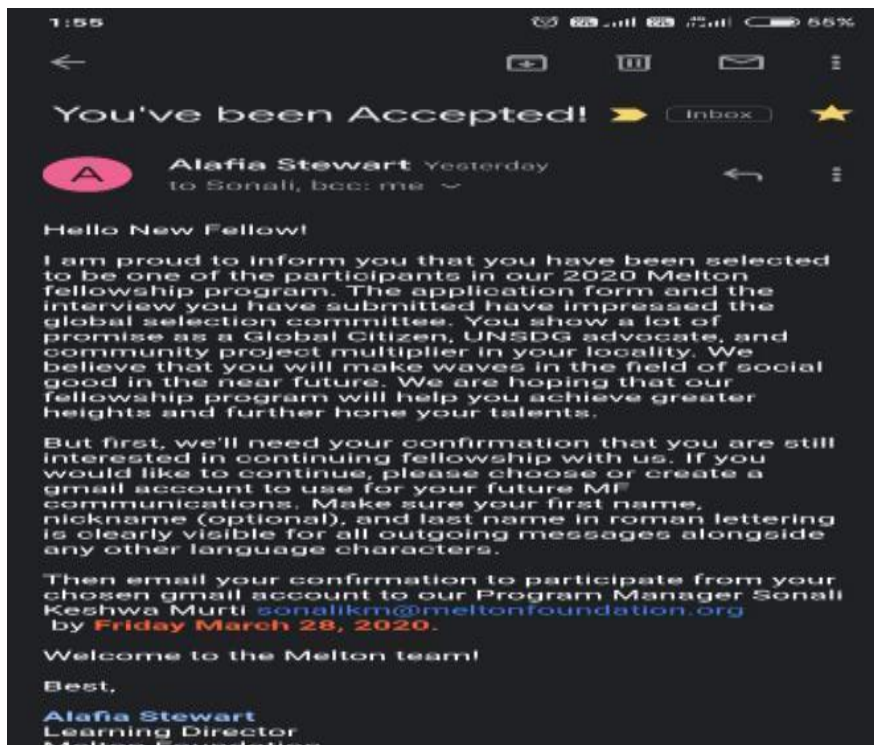 1:55
55%
You've been Accepted!
Inbox
A
Alafia Stewart Yesterday
to Sonali, bcc: me
Hello New Fellow!
I am proud to inform you that you have been selected
to be one of the participants in our 2020 Melton
fellowship program. The application form and the
interview you have submitted have impressed the
global selection committee. You show a lot of
promise as a Global Citizen, UNSDG advocate, and
community project multiplier in your locality. We
believe that you will make waves in the field of social
good in the near future. We are hoping that our
fellowship program will help you achieve greater
heights and further hone your talents.
But first, we'll need your confirmation that you are still
interested in continuing fellowship with us. If you
would like to continue, please choose or create a
gmail account to use for your future MF
communications. Make sure your first name,
nickname (optional), and last name in roman lettering
is clearly visible for all outgoing messages alongside
any other language characters.
Then email your confirmation to participate from your
chosen gmail account to our Program Manager Sonali
Keshwa Murti sonalikm@meltonfoundation.org
by Friday March 28, 2020.
Welcome to the Melton team!
Best,
Alafia Stewart
Learning Director
Melton Foundation